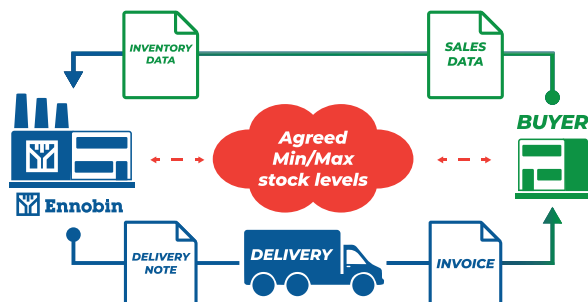 INVENTORY
DATA
SALES
DATA
BUYER
Agreed
Min/Max
stock levels
Ennobin
DELIVERY
NOTE
DELIVERY
INVOICE